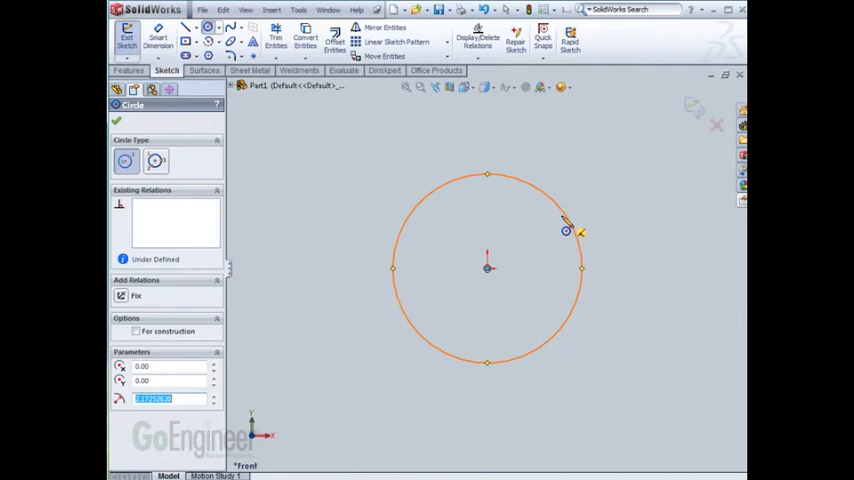 SolidWorks
File Edit View Insert Tools Window Help
SolidWorks Search
Exit Sketch
Smart Dimension
Trim Entities
Convert Entities
Offset Entities
Mirror Entities
Linear Sketch Pattern
Move Entities
Display/Delete Relations
Repair Sketch
Quick Snaps
Rapid Sketch
Features Sketch Surfaces Sheet Metal Weldments Evaluate DimXpert Office Products
Part1 (Default<<Default>_...
Circle ?
Circle Type
Existing Relations
Under Defined
Add Relations
Fix
Options
For construction
Parameters
0.00
0.00
GoEngineer
Y
X
*Front
Model Motion Study 1